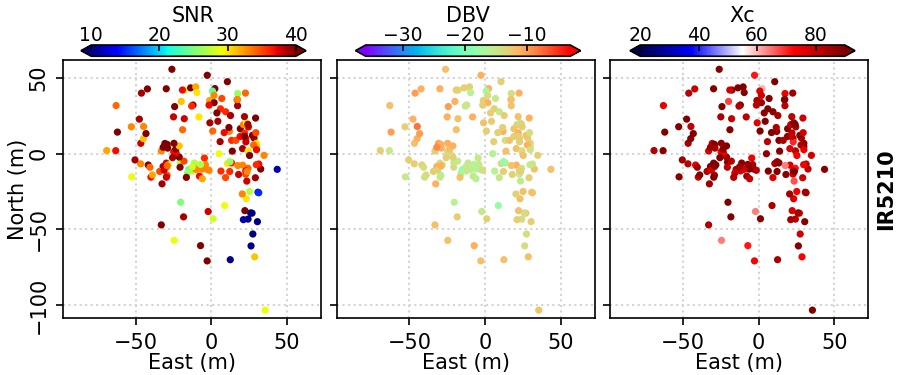 SNR DBV Xc
10 20 30 40 −30 −20 −10 20 40 60 80
50
0
−50
−100
North (m)
IR5210
−50 0 50 −50 0 50 −50 0 50
East (m) East (m) East (m)